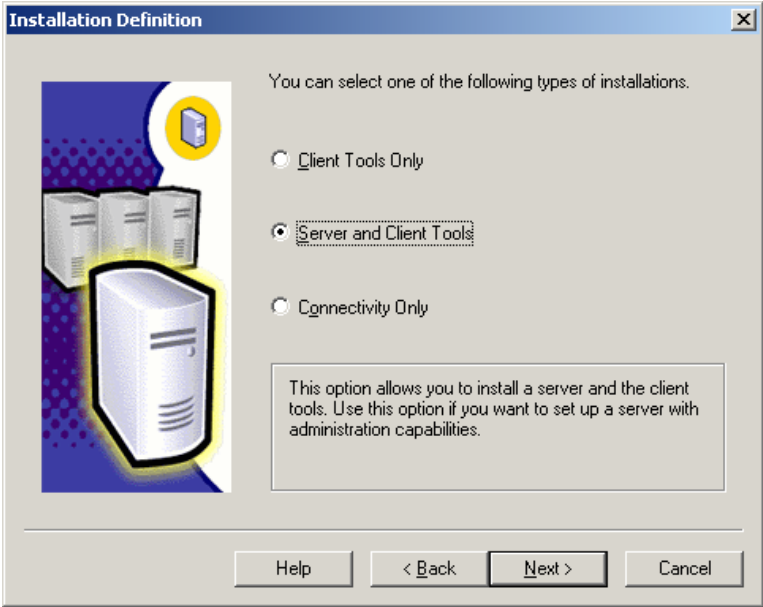 Installation Definition
You can select one of the following types of installations.
Client Tools Only
Server and Client Tools
Connectivity Only
This option allows you to install a server and the client
tools. Use this option if you want to set up a server with
administration capabilities.
Help
< Back
Next >
Cancel